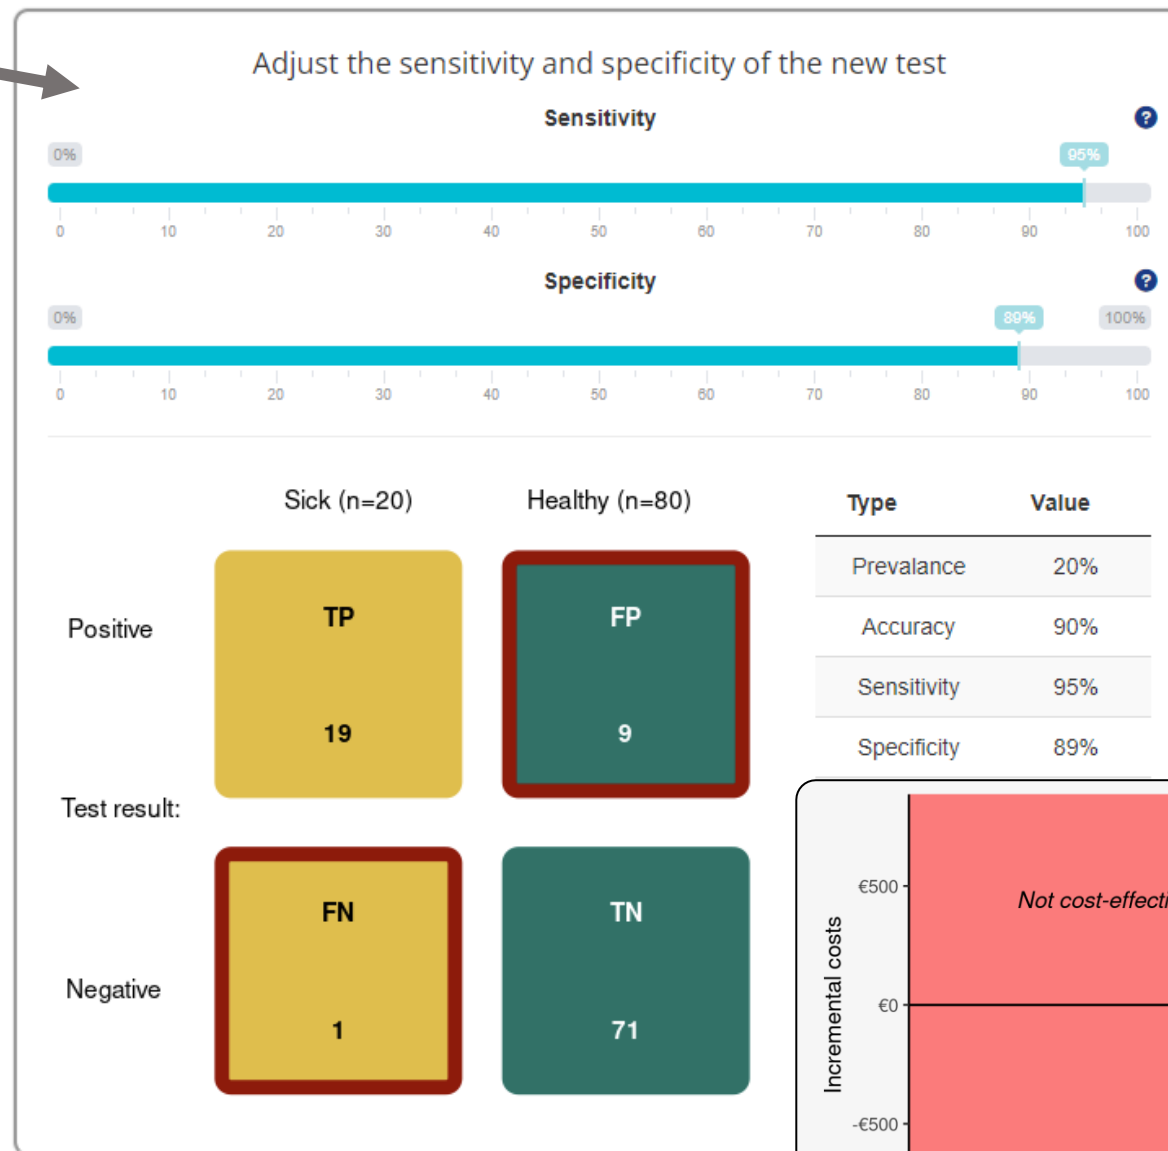 Adjust the sensitivity and specificity of the new test
Sensitivity
?
0%
95%
0 10 20 30 40 50 60 70 80 90 100
Specificity
?
0%
89%
100%
0 10 20 30 40 50 60 70 80 90 100
Sick (n=20)
Healthy (n=80)
Type Value
Prevalance 20%
Accuracy 90%
Sensitivity 95%
Specificity 89%
Positive
TP
19
FP
9
Test result:
Negative
FN
1
TN
71
Incremental costs
€500
€0
-€500
Not cost-effecti